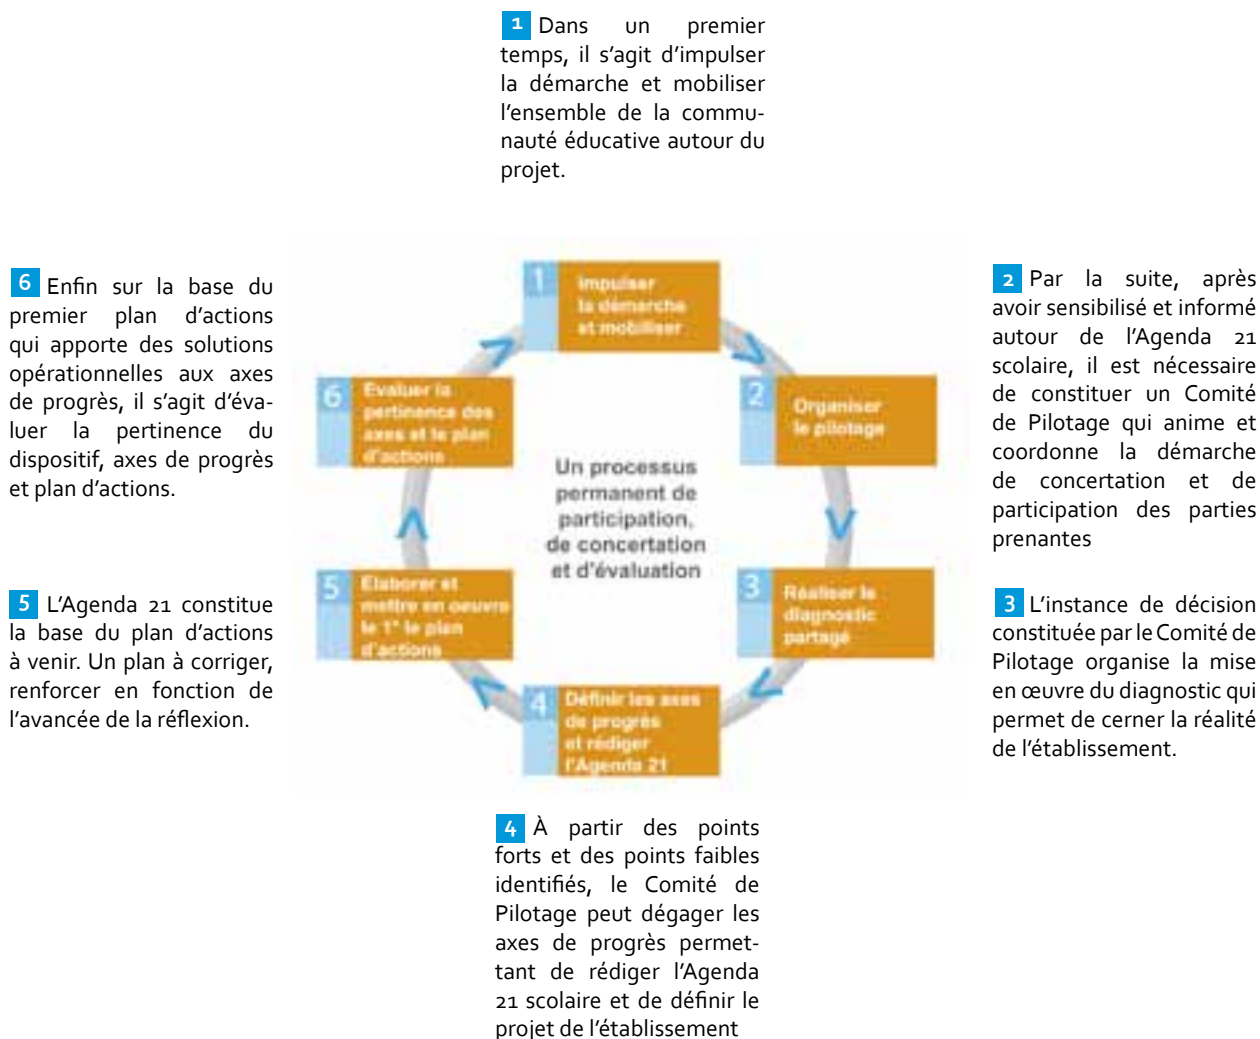 1 Dans un premier
temps, il s’agit d’impulser
la démarche et mobiliser
l’ensemble de la commu-
nauté éducative autour du
projet.
6 Enfin sur la base du
premier plan d’actions
qui apporte des solutions
opérationnelles aux axes
de progrès, il s’agit d’éva-
luer la pertinence du
dispositif, axes de progrès
et plan d’actions.
5 L’Agenda 21 constitue
la base du plan d’actions
à venir. Un plan à corriger,
renforcer en fonction de
l’avancée de la réflexion.
1
Impulser
la démarche
et mobiliser
2
Organiser
le pilotage
3
Réaliser le
diagnostic
partagé
4
Définir les axes
de progrès
et rédiger
l'Agenda 21
5
Elaborer et
mettre en oeuvre
le 1° le plan
d'actions
6
Evaluer la
pertinence des
axes et le plan
d'actions
Un processus
permanent de
participation,
de concertation
et d'évaluation
2 Par la suite, après
avoir sensibilisé et informé
autour de l’Agenda 21
scolaire, il est nécessaire
de constituer un Comité
de Pilotage qui anime et
coordonne la démarche
de concertation et de
participation des parties
prenantes
3 L’instance de décision
constituée par le Comité de
Pilotage organise la mise
en œuvre du diagnostic qui
permet de cerner la réalité
de l’établissement.
4 À partir des points
forts et des points faibles
identifiés, le Comité de
Pilotage peut dégager les
axes de progrès permet-
tant de rédiger l’Agenda
21 scolaire et de définir le
projet de l’établissement